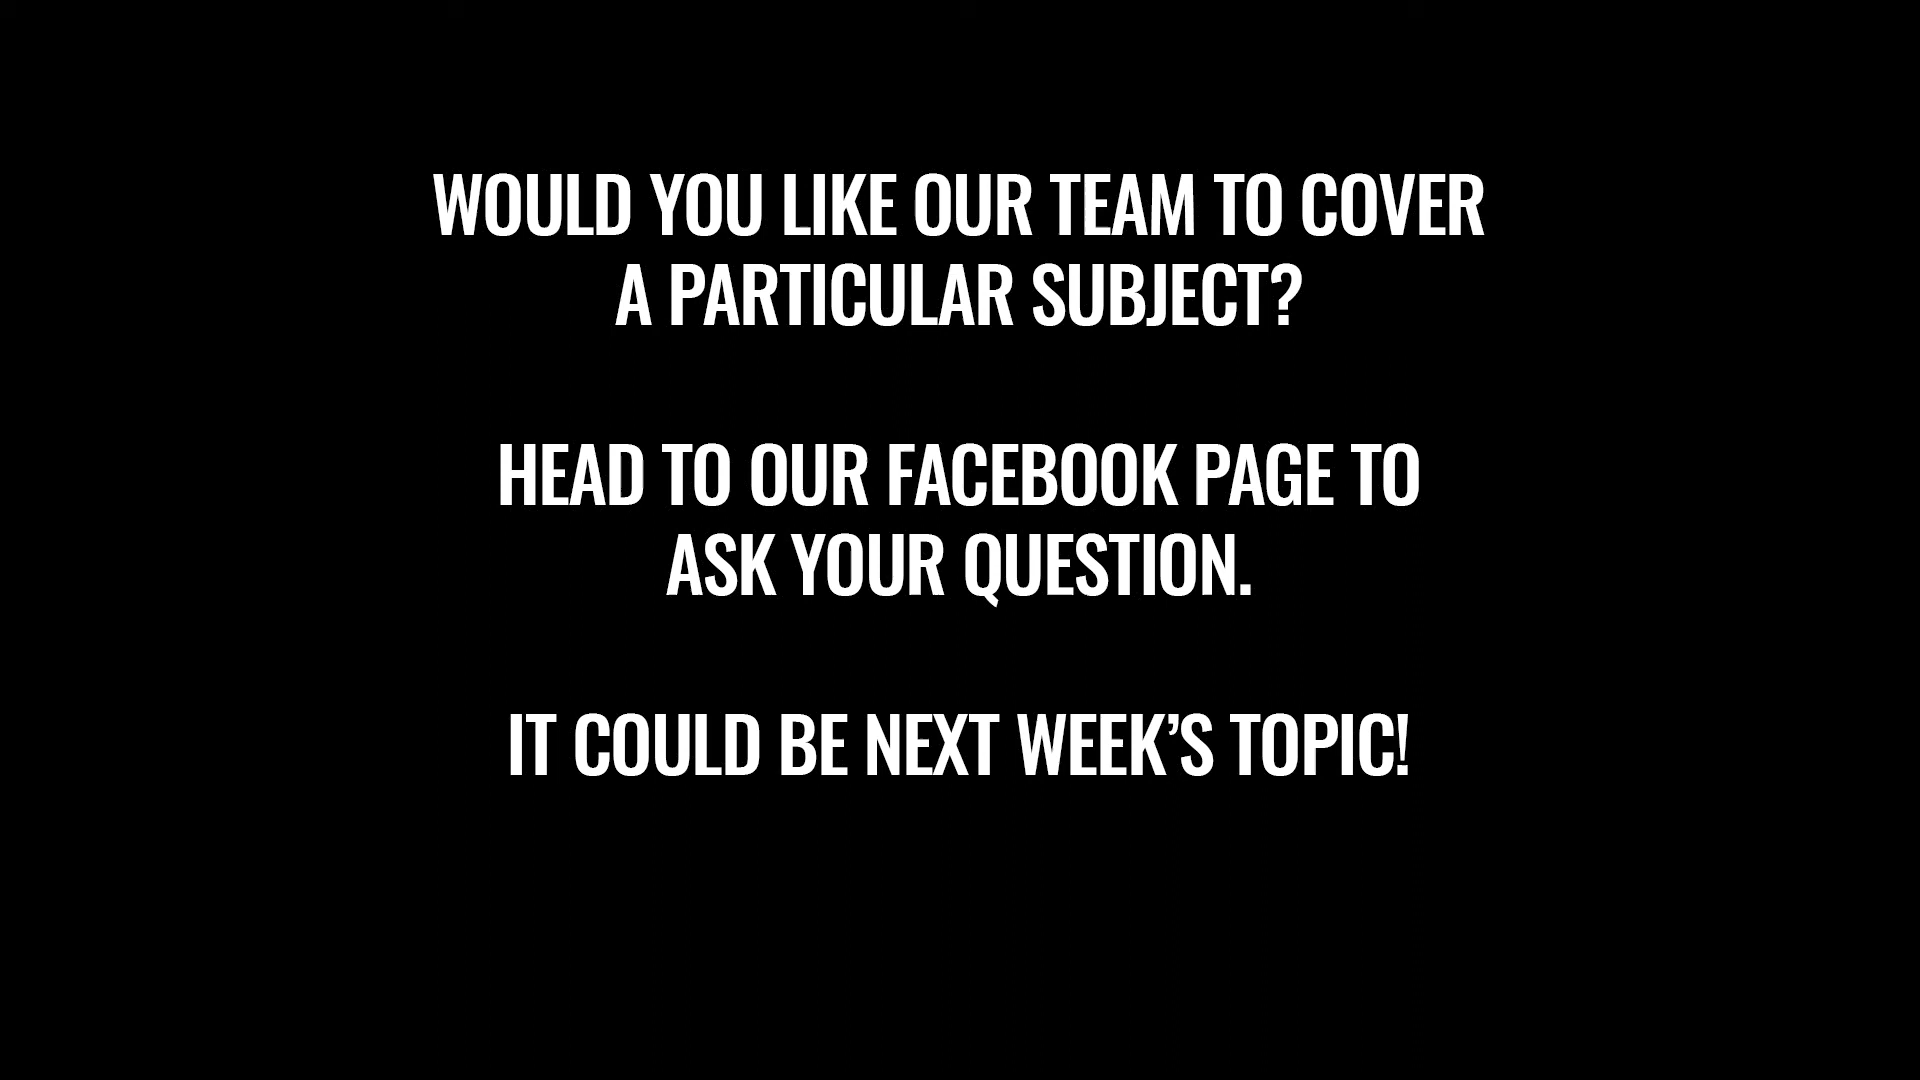 WOULD YOU LIKE OUR TEAM TO COVER
A PARTICULAR SUBJECT?
HEAD TO OUR FACEBOOK PAGE TO
ASK YOUR QUESTION.
IT COULD BE NEXT WEEK’S TOPIC!